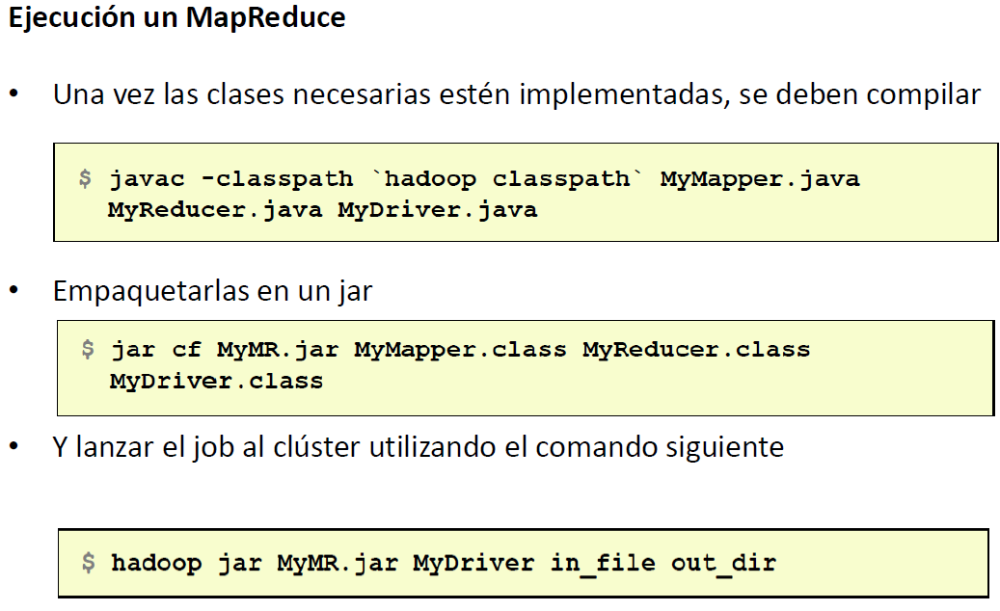 Ejecución un MapReduce
• Una vez las clases necesarias estén implementadas, se deben compilar
$ javac -classpath `hadoop classpath` MyMapper.java
MyReducer.java MyDriver.java
• Empaquetarlas en un jar
$ jar cf MyMR.jar MyMapper.class MyReducer.class
MyDriver.class
• Y lanzar el job al clúster utilizando el comando siguiente
$ hadoop jar MyMR.jar MyDriver in_file out_dir